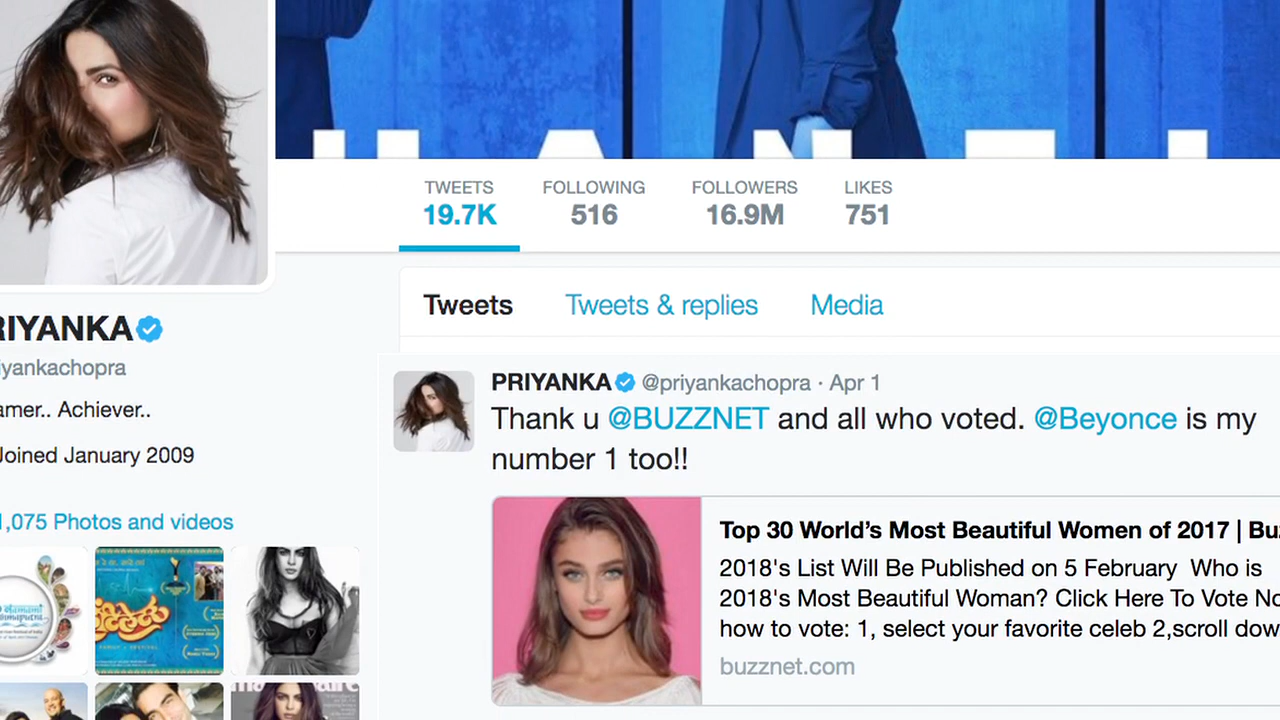 TWEETS FOLLOWING FOLLOWERS LIKES
19.7K 516 16.9M 751
Tweets Tweets & replies Media
RIYANKA
iyankachopra
amer.. Achiever..
Joined January 2009
1,075 Photos and videos
PRIYANKA @priyankachopra · Apr 1
Thank u @BUZZNET and all who voted. @Beyonce is my
number 1 too!!
Top 30 World's Most Beautiful Women of 2017 | Bu
2018's List Will Be Published on 5 February Who is
2018's Most Beautiful Woman? Click Here To Vote No
how to vote: 1, select your favorite celeb 2,scroll dow
buzznet.com